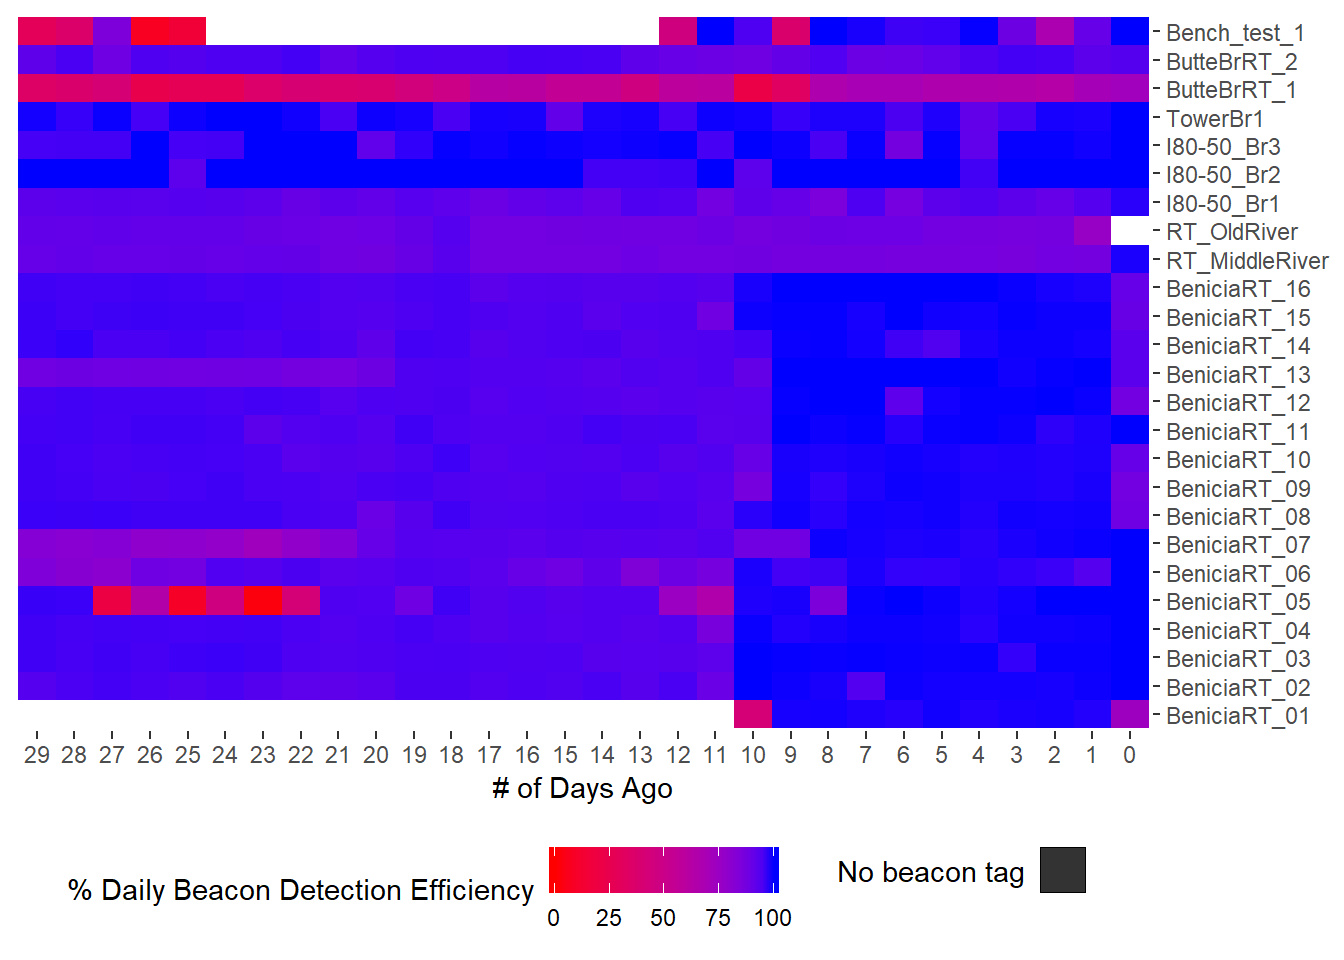 Bench_test_1
ButteBrRT_2
ButteBrRT_1
TowerBr1
I80-50_Br3
I80-50_Br2
I80-50_Br1
RT_OldRiver
RT_MiddleRiver
BeniciaRT_16
BeniciaRT_15
BeniciaRT_14
BeniciaRT_13
BeniciaRT_12
BeniciaRT_11
BeniciaRT_10
BeniciaRT_09
BeniciaRT_08
BeniciaRT_07
BeniciaRT_06
BeniciaRT_05
BeniciaRT_04
BeniciaRT_03
BeniciaRT_02
BeniciaRT_01
29 28 27 26 25 24 23 22 21 20 19 18 17 16 15 14 13 12 11 10 9 8 7 6 5 4 3 2 1 0
# of Days Ago
% Daily Beacon Detection Efficiency
0 25 50 75 100
No beacon tag